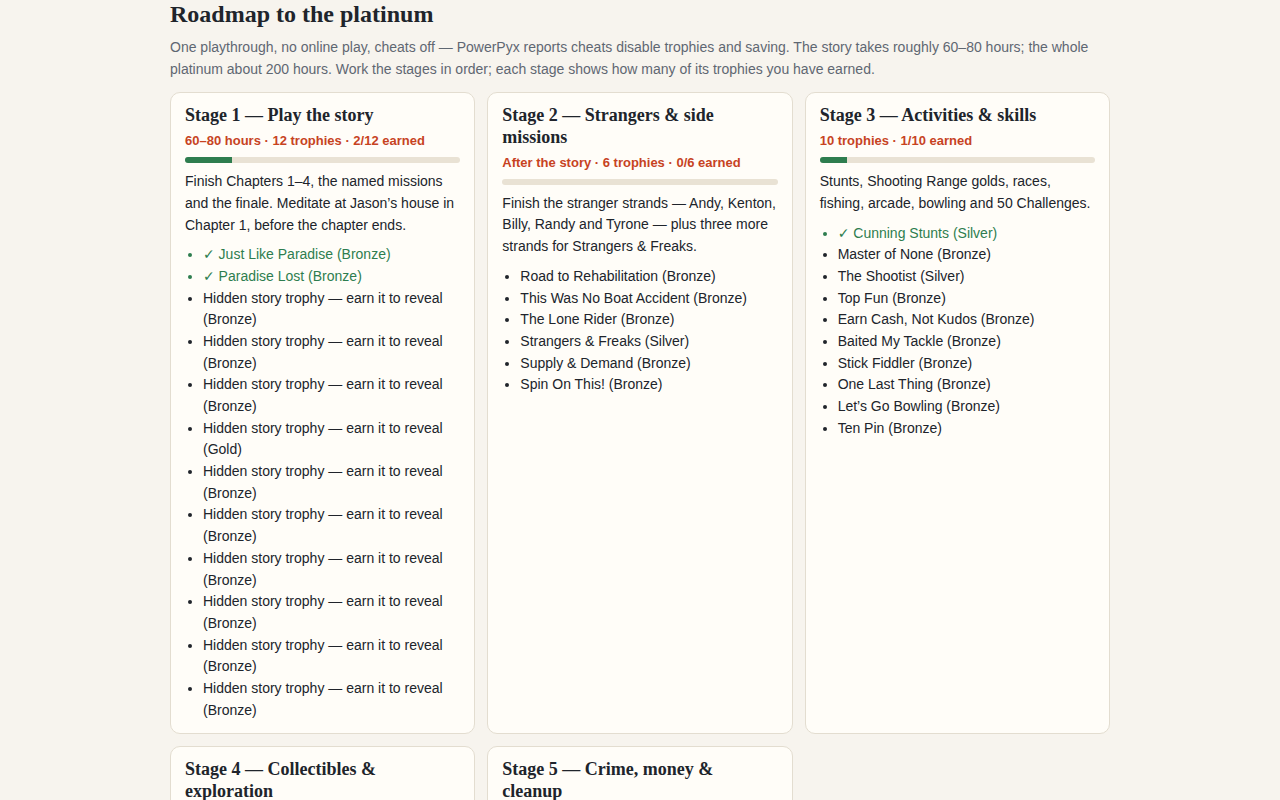 Roadmap to the platinum
One playthrough, no online play, cheats off — PowerPyx reports cheats disable trophies and saving. The story takes roughly 60–80 hours; the whole
platinum about 200 hours. Work the stages in order; each stage shows how many of its trophies you have earned.
Stage 1 — Play the story
60–80 hours · 12 trophies · 2/12 earned
Finish Chapters 1–4, the named missions
and the finale. Meditate at Jason’s house in
Chapter 1, before the chapter ends.
• ✓ Just Like Paradise (Bronze)
• ✓ Paradise Lost (Bronze)
• Hidden story trophy — earn it to reveal
(Bronze)
• Hidden story trophy — earn it to reveal
(Bronze)
• Hidden story trophy — earn it to reveal
(Bronze)
• Hidden story trophy — earn it to reveal
(Gold)
• Hidden story trophy — earn it to reveal
(Bronze)
• Hidden story trophy — earn it to reveal
(Bronze)
• Hidden story trophy — earn it to reveal
(Bronze)
• Hidden story trophy — earn it to reveal
(Bronze)
• Hidden story trophy — earn it to reveal
(Bronze)
• Hidden story trophy — earn it to reveal
(Bronze)
Stage 2 — Strangers & side
missions
After the story · 6 trophies · 0/6 earned
Finish the stranger strands — Andy, Kenton,
Billy, Randy and Tyrone — plus three more
strands for Strangers & Freaks.
• Road to Rehabilitation (Bronze)
• This Was No Boat Accident (Bronze)
• The Lone Rider (Bronze)
• Strangers & Freaks (Silver)
• Supply & Demand (Bronze)
• Spin On This! (Bronze)
Stage 3 — Activities & skills
10 trophies · 1/10 earned
Stunts, Shooting Range golds, races,
fishing, arcade, bowling and 50 Challenges.
• ✓ Cunning Stunts (Silver)
• Master of None (Bronze)
• The Shootist (Silver)
• Top Fun (Bronze)
• Earn Cash, Not Kudos (Bronze)
• Baited My Tackle (Bronze)
• Stick Fiddler (Bronze)
• One Last Thing (Bronze)
• Let’s Go Bowling (Bronze)
• Ten Pin (Bronze)
Stage 4 — Collectibles &
exploration
Stage 5 — Crime, money &
cleanup